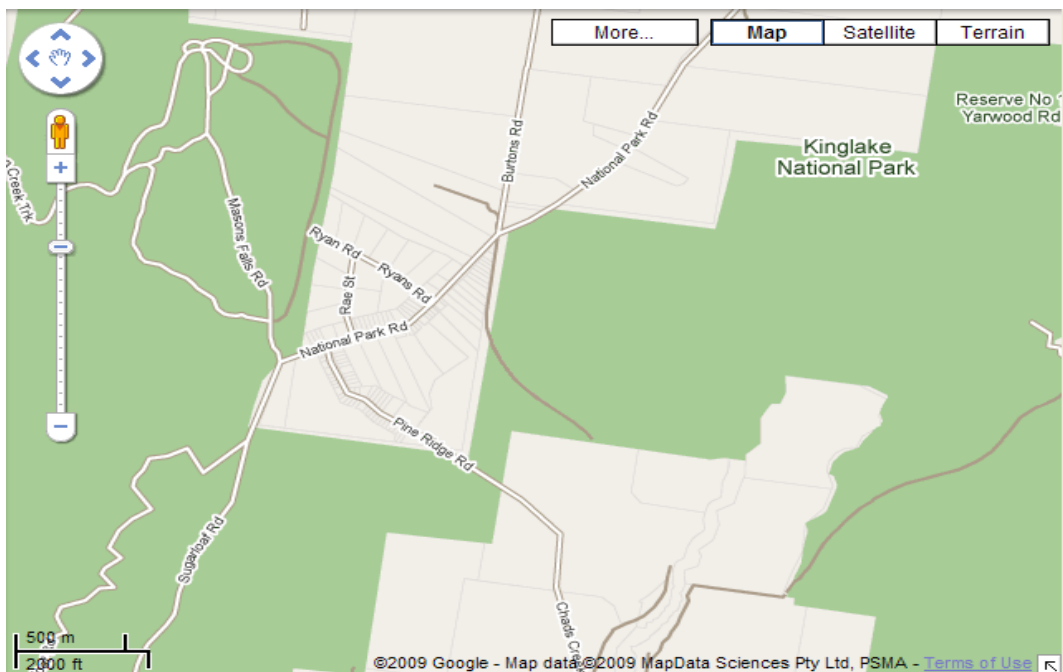 More...
Map
Satellite
Terrain
+
−
−
Reserve No
Yarwood Rd
Kinglake
National Park
Burtons Rd
National Park Rd
Creek Trk
Masons Falls Rd
Ryan Rd
Ryans Rd
Rae St
National Park Rd
Pine Ridge Rd
Sugarloaf Rd
Chads Creek
500 m
2000 ft
©2009 Google - Map data ©2009 MapData Sciences Pty Ltd, PSMA - Terms of Use